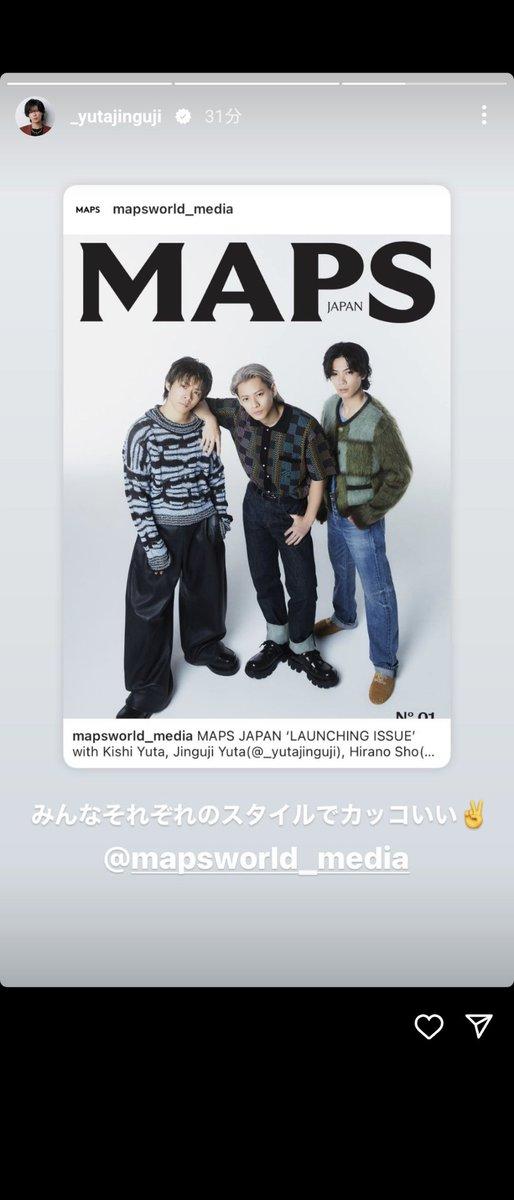 _yutajinguji 31分
MAPS mapsworld_media
MAPS
JAPAN
Nº 01
mapsworld_media MAPS JAPAN ‘LAUNCHING ISSUE’
with Kishi Yuta, Jinguji Yuta(@_yutajinguji), Hirano Sho(...
みんなそれぞれのスタイルでカッコいい✌️
@mapsworld_media